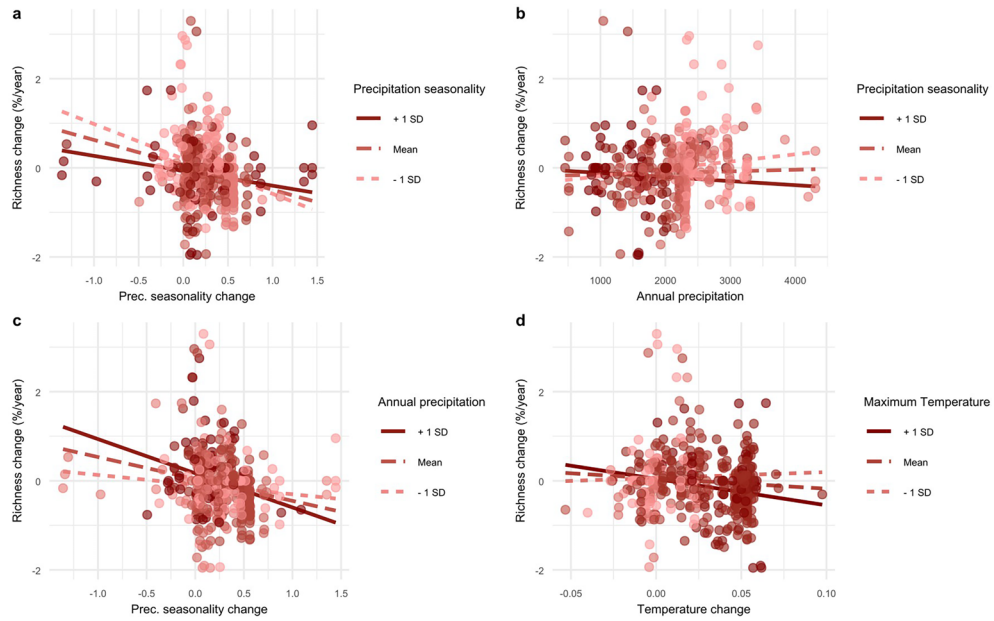 a
Richness change (%/year)
2
0
-2
-1.0 -0.5 0.0 0.5 1.0 1.5
Prec. seasonality change
Precipitation seasonality
+ 1 SD
Mean
- 1 SD
b
Richness change (%/year)
2
0
-2
1000 2000 3000 4000
Annual precipitation
Precipitation seasonality
+ 1 SD
Mean
- 1 SD
c
Richness change (%/year)
2
0
-2
-1.0 -0.5 0.0 0.5 1.0 1.5
Prec. seasonality change
Annual precipitation
+ 1 SD
Mean
- 1 SD
d
Richness change (%/year)
2
0
-2
-0.05 0.00 0.05 0.10
Temperature change
Maximum Temperature
+ 1 SD
Mean
- 1 SD